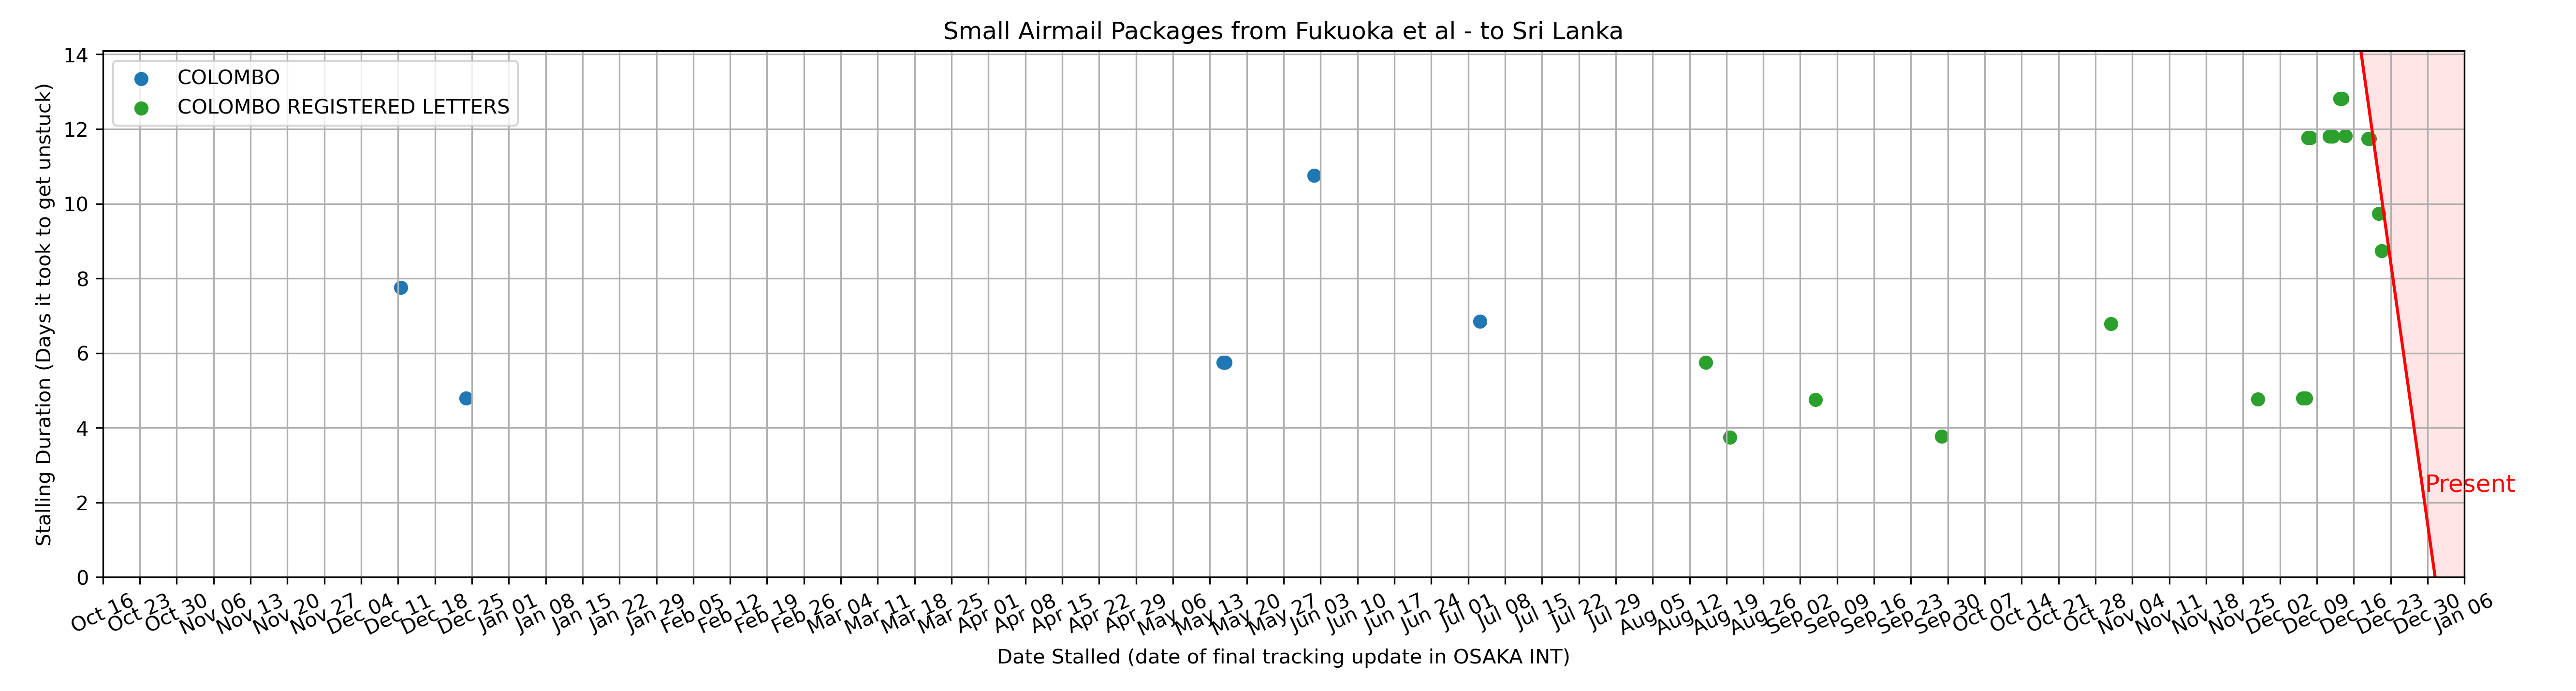 Small Airmail Packages from Fukuoka et al - to Sri Lanka
COLOMBO
COLOMBO REGISTERED LETTERS
Stalling Duration (Days it took to get unstuck)
14
12
10
8
6
4
2
0
Present
Oct 16 Oct 23 Oct 30 Nov 06 Nov 13 Nov 20 Nov 27 Dec 04 Dec 11 Dec 18 Dec 25 Jan 01 Jan 08 Jan 15 Jan 22 Jan 29 Feb 05 Feb 12 Feb 19 Feb 26 Mar 04 Mar 11 Mar 18 Mar 25 Apr 01 Apr 08 Apr 15 Apr 22 Apr 29 May 06 May 13 May 20 May 27 Jun 03 Jun 10 Jun 17 Jun 24 Jul 01 Jul 08 Jul 15 Jul 22 Jul 29 Aug 05 Aug 12 Aug 19 Aug 26 Sep 02 Sep 09 Sep 16 Sep 23 Sep 30 Oct 07 Oct 14 Oct 21 Oct 28 Nov 04 Nov 11 Nov 18 Nov 25 Dec 02 Dec 09 Dec 16 Dec 23 Dec 30 Jan 06
Date Stalled (date of final tracking update in OSAKA INT)